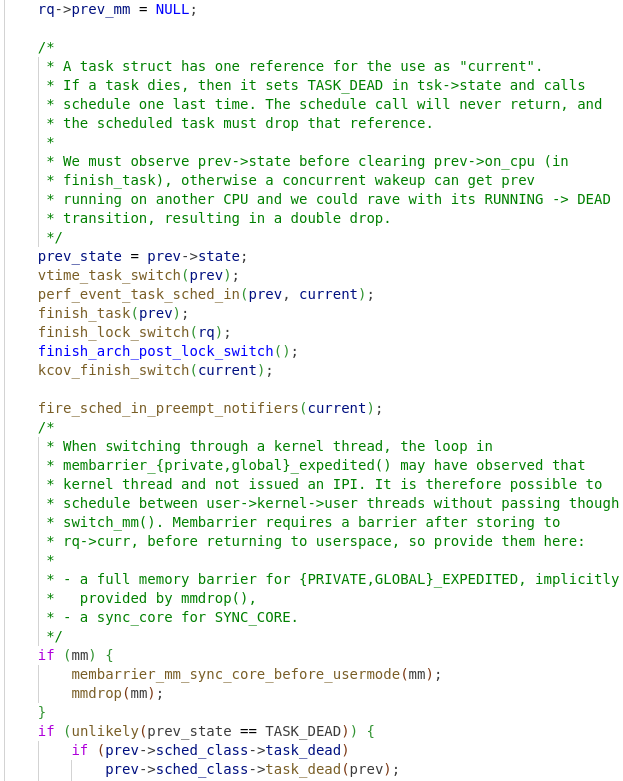 rq->prev_mm = NULL;

/*
 * A task struct has one reference for the use as "current".
 * If a task dies, then it sets TASK_DEAD in tsk->state and calls
 * schedule one last time. The schedule call will never return, and
 * the scheduled task must drop that reference.
 *
 * We must observe prev->state before clearing prev->on_cpu (in
 * finish_task), otherwise a concurrent wakeup can get prev
 * running on another CPU and we could rave with its RUNNING -> DEAD
 * transition, resulting in a double drop.
 */
prev_state = prev->state;
vtime_task_switch(prev);
perf_event_task_sched_in(prev, current);
finish_task(prev);
finish_lock_switch(rq);
finish_arch_post_lock_switch();
kcov_finish_switch(current);

fire_sched_in_preempt_notifiers(current);
/*
 * When switching through a kernel thread, the loop in
 * membarrier_{private,global}_expedited() may have observed that
 * kernel thread and not issued an IPI. It is therefore possible to
 * schedule between user->kernel->user threads without passing though
 * switch_mm(). Membarrier requires a barrier after storing to
 * rq->curr, before returning to userspace, so provide them here:
 *
 * - a full memory barrier for {PRIVATE,GLOBAL}_EXPEDITED, implicitly
 *   provided by mmdrop(),
 * - a sync_core for SYNC_CORE.
 */
if (mm) {
    membarrier_mm_sync_core_before_usermode(mm);
    mmdrop(mm);
}
if (unlikely(prev_state == TASK_DEAD)) {
    if (prev->sched_class->task_dead)
        prev->sched_class->task_dead(prev);